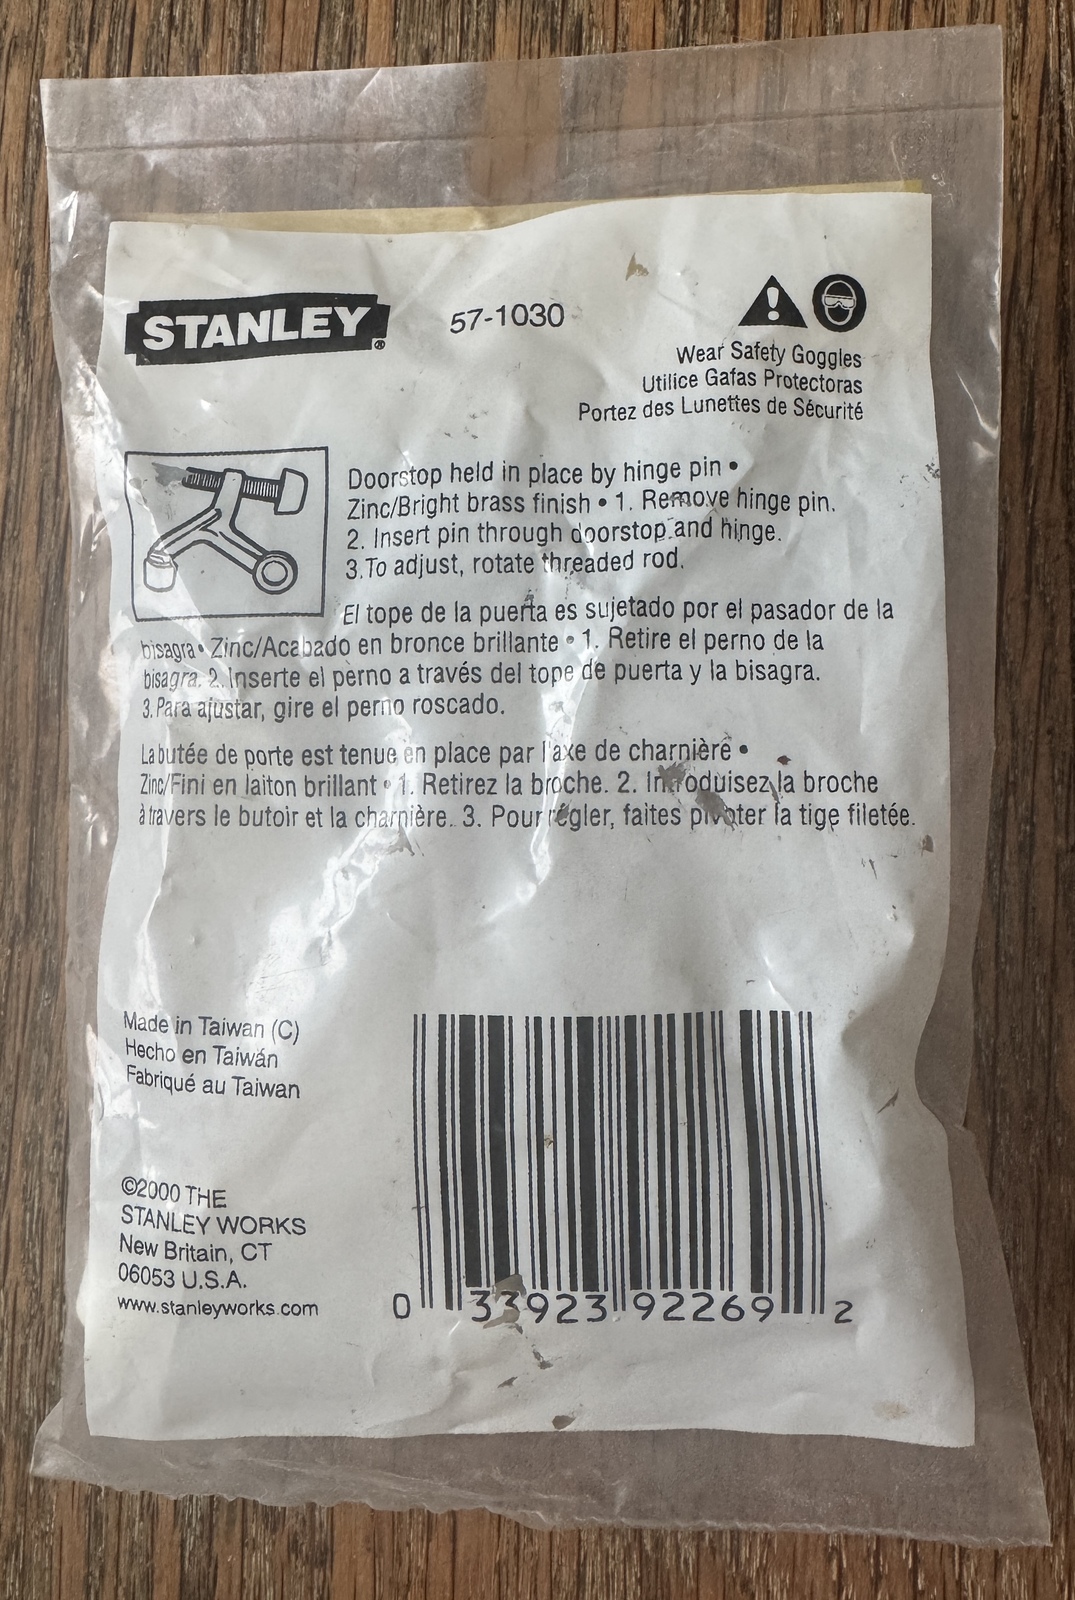 STANLEY®
57-1030
Wear Safety Goggles
Utilice Gafas Protectoras
Portez des Lunettes de Sécurité
Doorstop held in place by hinge pin •
Zinc/Bright brass finish • 1. Remove hinge pin.
2. Insert pin through doorstop and hinge.
3.To adjust, rotate threaded rod.
El tope de la puerta es sujetado por el pasador de la
bisagra • Zinc/Acabado en bronce brillante • 1. Retire el perno de la
bisagra. 2. Inserte el perno a través del tope de puerta y la bisagra.
3. Para ajustar, gire el perno roscado.
La butée de porte est tenue en place par l'axe de charnière •
Zinc/Fini en laiton brillant • 1. Retirez la broche. 2. Introduisez la broche
à travers le butoir et la charnière. 3. Pour régler, faites pivoter la tige filetée.
Made in Taiwan (C)
Hecho en Taiwán
Fabriqué au Taiwan
©2000 THE
STANLEY WORKS
New Britain, CT
06053 U.S.A.
www.stanleyworks.com
0 33923 92269 2